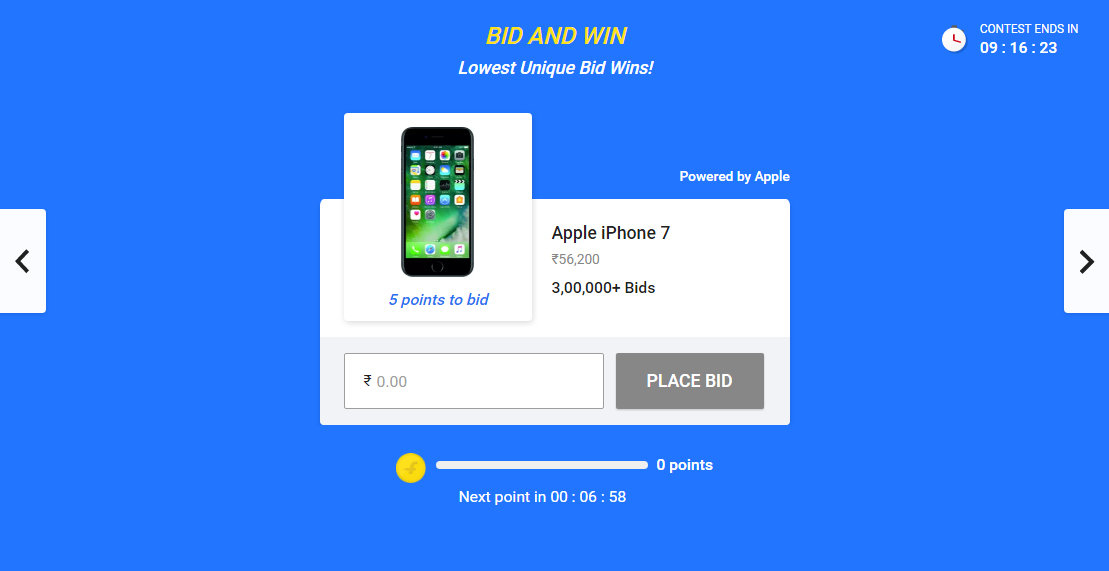 BID AND WIN
Lowest Unique Bid Wins!
CONTEST ENDS IN
09 : 16 : 23
Powered by Apple
Apple iPhone 7
₹56,200
3,00,000+ Bids
5 points to bid
₹ 0.00
PLACE BID
0 points
Next point in 00 : 06 : 58